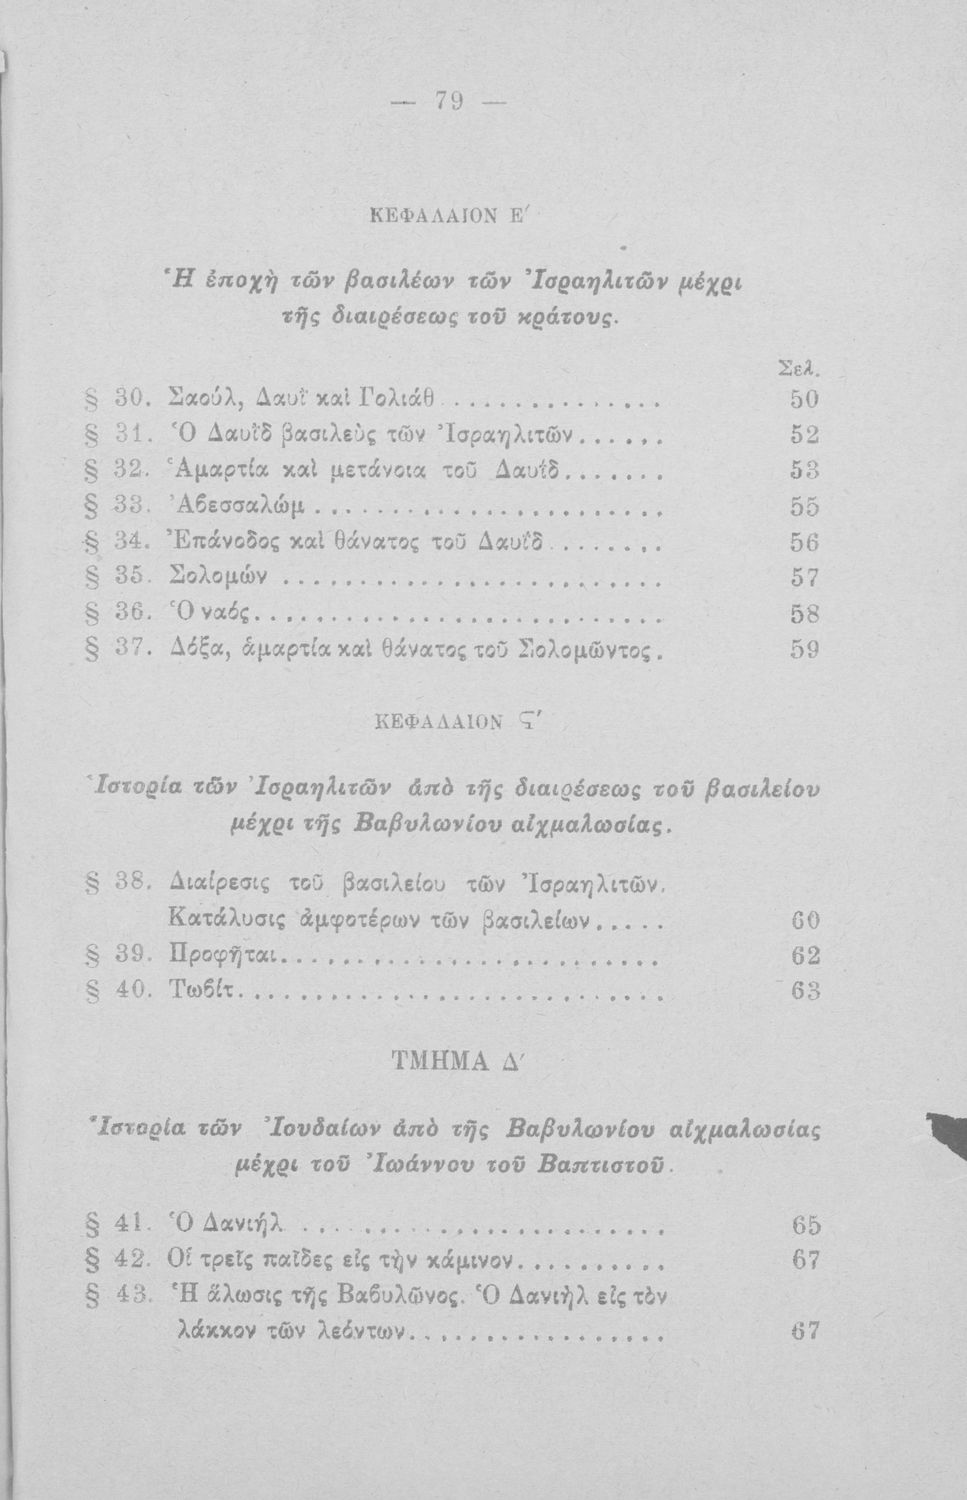 — 79 —
ΚΕΦΑΛΑΙΟΝ Ε΄
Ἡ ἐποχὴ τῶν βασιλέων τῶν Ἰσραηλιτῶν μέχρι
τῆς διαιρέσεως τοῦ κράτους.
Σελ.
§ 30. Σαούλ, Δαυῒ καὶ Γολιάθ .............. 50
§ 31. Ὁ Δαυῒδ βασιλεὺς τῶν Ἰσραηλιτῶν...... 52
§ 32. Ἁμαρτία καὶ μετάνοια τοῦ Δαυΐδ....... 53
§ 33. Ἀβεσσαλώμ ...................... 55
§ 34. Ἐπάνοδος καὶ θάνατος τοῦ Δαυῒδ........ 56
§ 35. Σολομών ........................ 57
§ 36. Ὁ ναός.......................... 58
§ 37. Δόξα, ἁμαρτία καὶ θάνατος τοῦ Σολομῶντος. 59
ΚΕΦΑΛΑΙΟΝ Ϛ΄
Ἱστορία τῶν Ἰσραηλιτῶν ἀπὸ τῆς διαιρέσεως τοῦ βασιλείου
μέχρι τῆς Βαβυλωνίου αἰχμαλωσίας.
§ 38. Διαίρεσις τοῦ βασιλείου τῶν Ἰσραηλιτῶν.
Κατάλυσις ἀμφοτέρων τῶν βασιλείων..... 60
§ 39. Προφῆται........................ 62
§ 40. Τωβίτ........................... 63
ΤΜΗΜΑ Δ΄
Ἱστορία τῶν Ἰουδαίων ἀπὸ τῆς Βαβυλωνίου αἰχμαλωσίας
μέχρι τοῦ Ἰωάννου τοῦ Βαπτιστοῦ.
§ 41. Ὁ Δανιήλ ....................... 65
§ 42. Οἱ τρεῖς παῖδες εἰς τὴν κάμινον.......... 67
§ 43. Ἡ ἅλωσις τῆς Βαβυλῶνος. Ὁ Δανιὴλ εἰς τὸν
λάκκον τῶν λεόντων................ 67